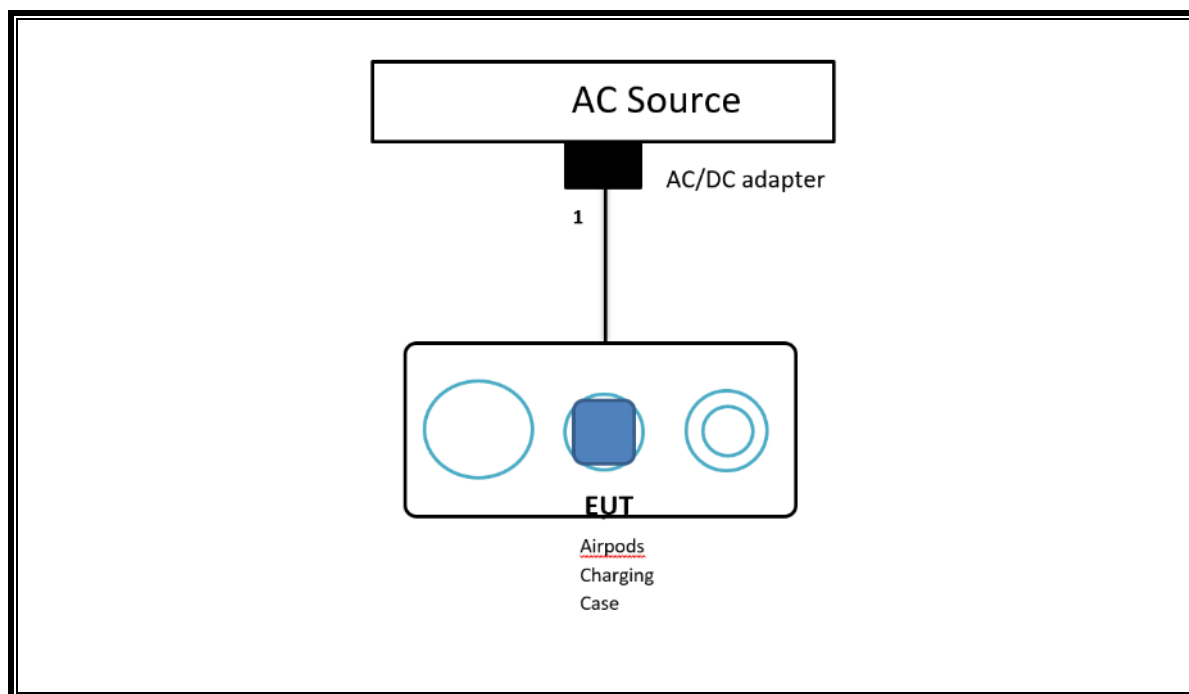 AC Source
AC/DC adapter
1
EUT
Airpods
Charging
Case